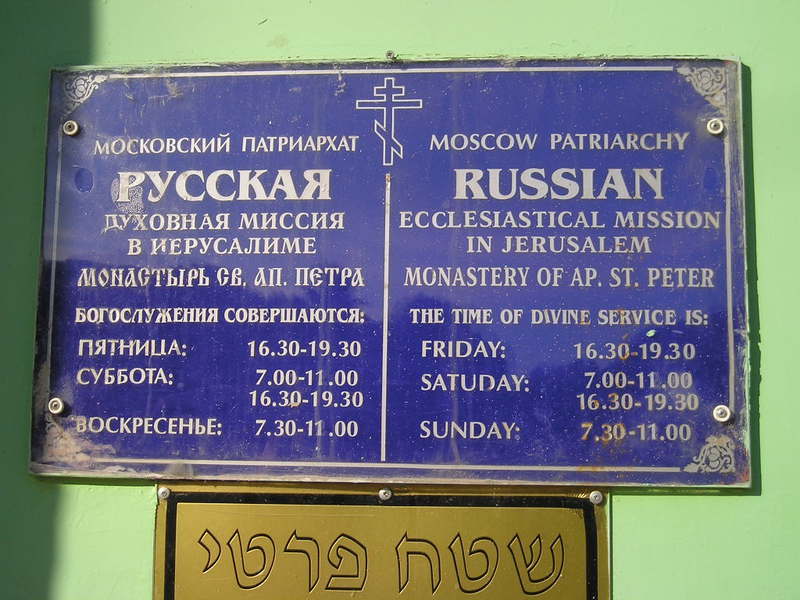 МОСКОВСКИЙ ПАТРИАРХАТ
РУССКАЯ
ДУХОВНАЯ МИССИЯ
В ИЕРУСАЛИМЕ
МОНАСТЫРЬ СВ. АП. ПЕТРА
БОГОСЛУЖЕНИЯ СОВЕРШАЮТСЯ:
ПЯТНИЦА: 16.30-19.30
СУББОТА: 7.00-11.00
16.30-19.30
ВОСКРЕСЕНЬЕ: 7.30-11.00
MOSCOW PATRIARCHY
RUSSIAN
ECCLESIASTICAL MISSION
IN JERUSALEM
MONASTERY OF AP. ST. PETER
THE TIME OF DIVINE SERVICE IS:
FRIDAY: 16.30-19.30
SATUDAY: 7.00-11.00
16.30-19.30
SUNDAY: 7.30-11.00
שטח פרטי